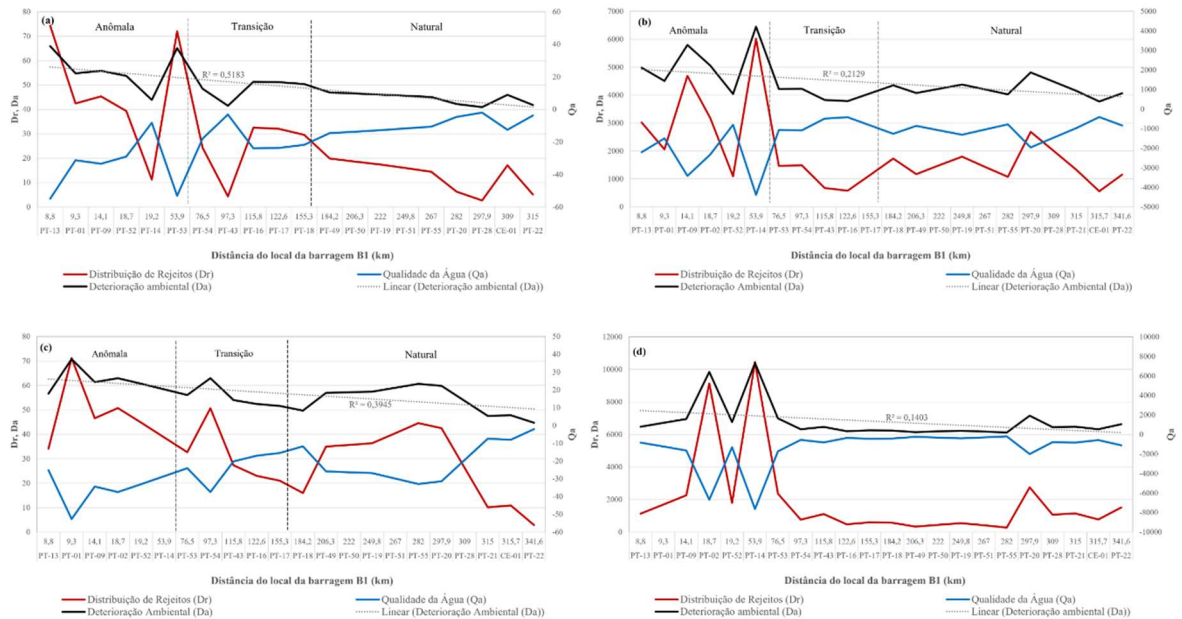 (a)
Anômala Transição Natural
80
70
60
50
40
30
20
10
0
Dr, Da
60
40
20
0
-20
-40
-60
Qa
R² = 0,5183
8,8 9,3 14,1 18,7 19,2 53,9 76,5 97,3 115,8 122,6 155,3 184,2 206,3 222 249,8 267 282 297,9 309 315
PT-13 PT-01 PT-09 PT-52 PT-14 PT-53 PT-54 PT-43 PT-16 PT-17 PT-18 PT-49 PT-50 PT-19 PT-51 PT-55 PT-20 PT-28 CE-01 PT-22
Distância do local da barragem B1 (km)
Distribuição de Rejeitos (Dr) Qualidade da Água (Qa)
Deterioração ambiental (Da) Linear (Deterioração ambiental (Da))
(b)
Anômala Transição Natural
7000
6000
5000
4000
3000
2000
1000
0
Dr, Da
5000
4000
3000
2000
1000
0
-1000
-2000
-3000
-4000
-5000
Qa
R² = 0,2129
8,8 9,3 14,1 18,7 19,2 53,9 76,5 97,3 115,8 122,6 155,3 184,2 206,3 249,8 267 282 297,9 315 315,7 341,6
PT-13 PT-01 PT-09 PT-02 PT-52 PT-14 PT-53 PT-54 PT-43 PT-16 PT-17 PT-18 PT-49 PT-19 PT-51 PT-55 PT-20 PT-21 CE-01 PT-22
Distância do local da barragem B1 (km)
Distribuição de Rejeitos (Dr) Qualidade da Água (Qa)
Deterioração Ambiental (Da) Linear (Deterioração Ambiental (Da))
(c)
Anômala Transição Natural
80
70
60
50
40
30
20
10
0
Dr, Da
50
40
30
20
10
0
-10
-20
-30
-40
-50
-60
Qa
R² = 0,3945
8,8 9,3 14,1 18,7 19,2 53,9 76,5 97,3 115,8 122,6 155,3 184,2 206,3 222 249,8 282 297,9 309 315 315,7 341,6
PT-13 PT-01 PT-09 PT-02 PT-52 PT-14 PT-53 PT-54 PT-43 PT-16 PT-17 PT-18 PT-49 PT-50 PT-19 PT-55 PT-20 PT-28 PT-21 CE-01 PT-22
Distância do local da barragem B1 (km)
Distribuição de Rejeitos (Dr) Qualidade da Água (Qa)
Deterioração Ambiental (Da) Linear (Deterioração Ambiental (Da))
(d)
12000
10000
8000
6000
4000
2000
0
Dr, Da
10000
8000
6000
4000
2000
0
-2000
-4000
-6000
-8000
-10000
Qa
R² = 0,1403
8,8 9,3 14,1 18,7 19,2 53,9 76,5 97,3 115,8 122,6 155,3 184,2 206,3 222 249,8 282 297,9 309 315 315,7 341,6
PT-13 PT-01 PT-09 PT-02 PT-52 PT-14 PT-53 PT-54 PT-43 PT-16 PT-17 PT-18 PT-49 PT-50 PT-19 PT-55 PT-20 PT-28 PT-21 CE-01 PT-22
Distância do local da barragem B1 (km)
Distribuição de Rejeitos (Dr) Qualidade da Água (Qa)
Deterioração ambiental (Da) Linear (Deterioração ambiental (Da))